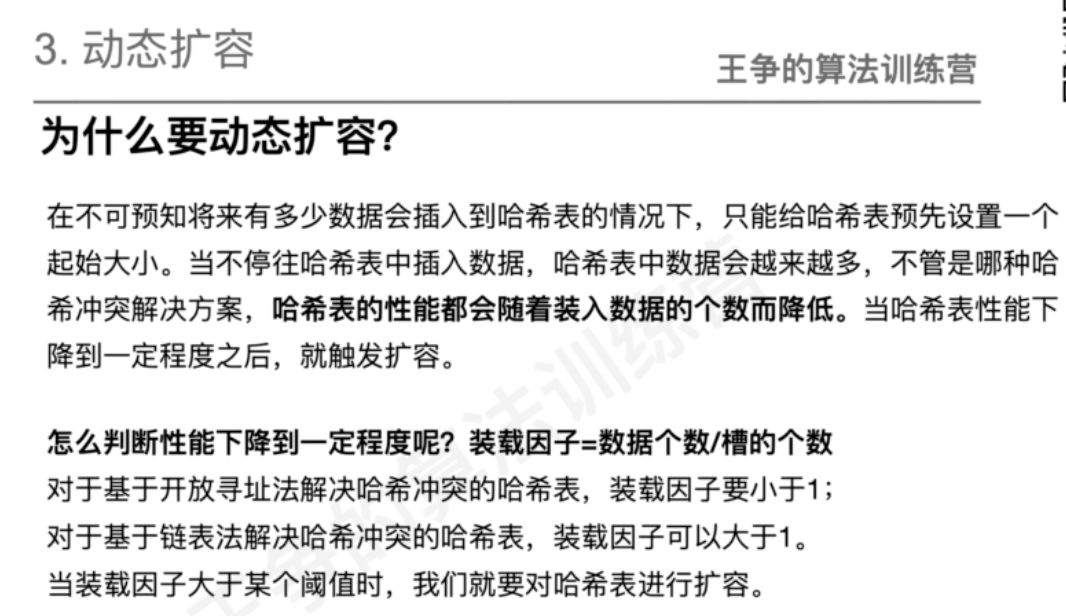 3. 动态扩容
王争的算法训练营
为什么要动态扩容?
在不可预知将来有多少数据会插入到哈希表的情况下，只能给哈希表预先设置一个
起始大小。当不停往哈希表中插入数据，哈希表中数据会越来越多，不管是哪种哈
希冲突解决方案，哈希表的性能都会随着装入数据的个数而降低。当哈希表性能下
降到一定程度之后，就触发扩容。
怎么判断性能下降到一定程度呢？装载因子=数据个数/槽的个数
对于基于开放寻址法解决哈希冲突的哈希表，装载因子要小于1；
对于基于链表法解决哈希冲突的哈希表，装载因子可以大于1。
当装载因子大于某个阈值时，我们就要对哈希表进行扩容。
王争的算法训练营